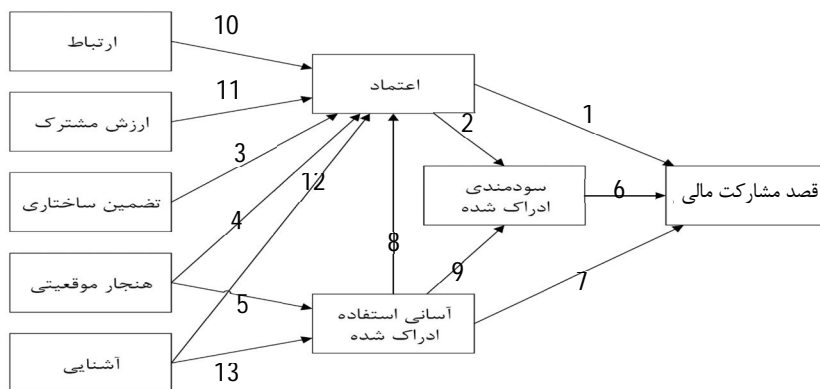 ارتباط
10
اعتماد
11
1
ارزش مشترک
2
3
تضمین ساختاری
12
سودمندی
ادراک شده
6
قصد مشارکت مالی
4
8
9
7
هنجار موقعیتی
5
آسانی استفاده
ادراک شده
آشنایی
13